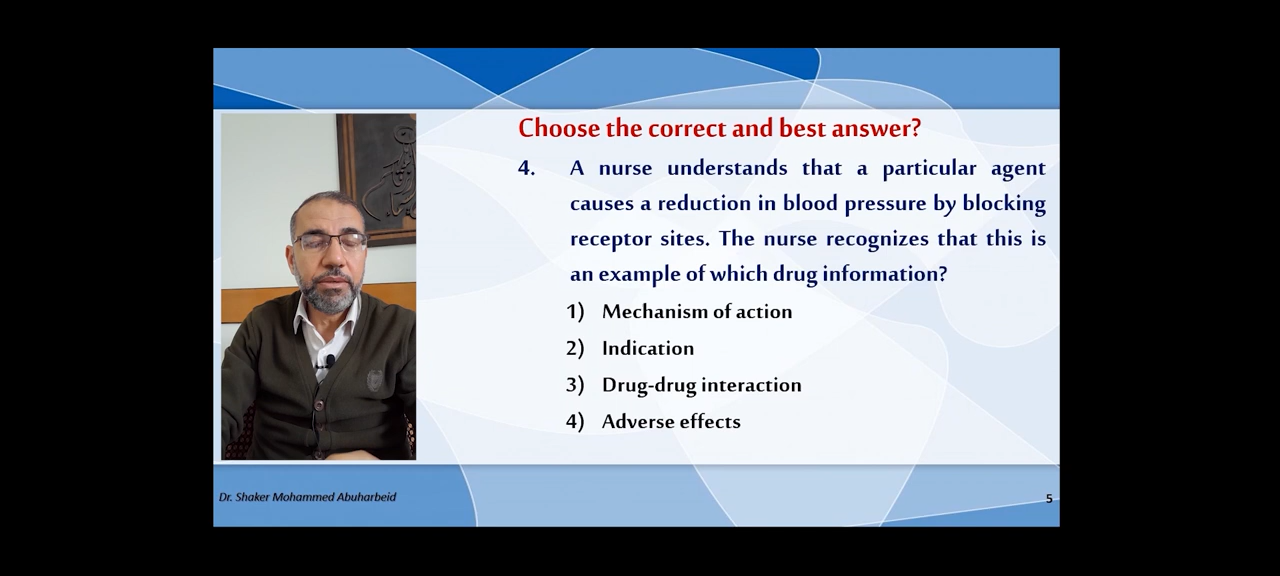 Choose the correct and best answer?
4. A nurse understands that a particular agent
causes a reduction in blood pressure by blocking
receptor sites. The nurse recognizes that this is
an example of which drug information?
1) Mechanism of action
2) Indication
3) Drug-drug interaction
4) Adverse effects
Dr. Shaker Mohammed Abuharbeid
5